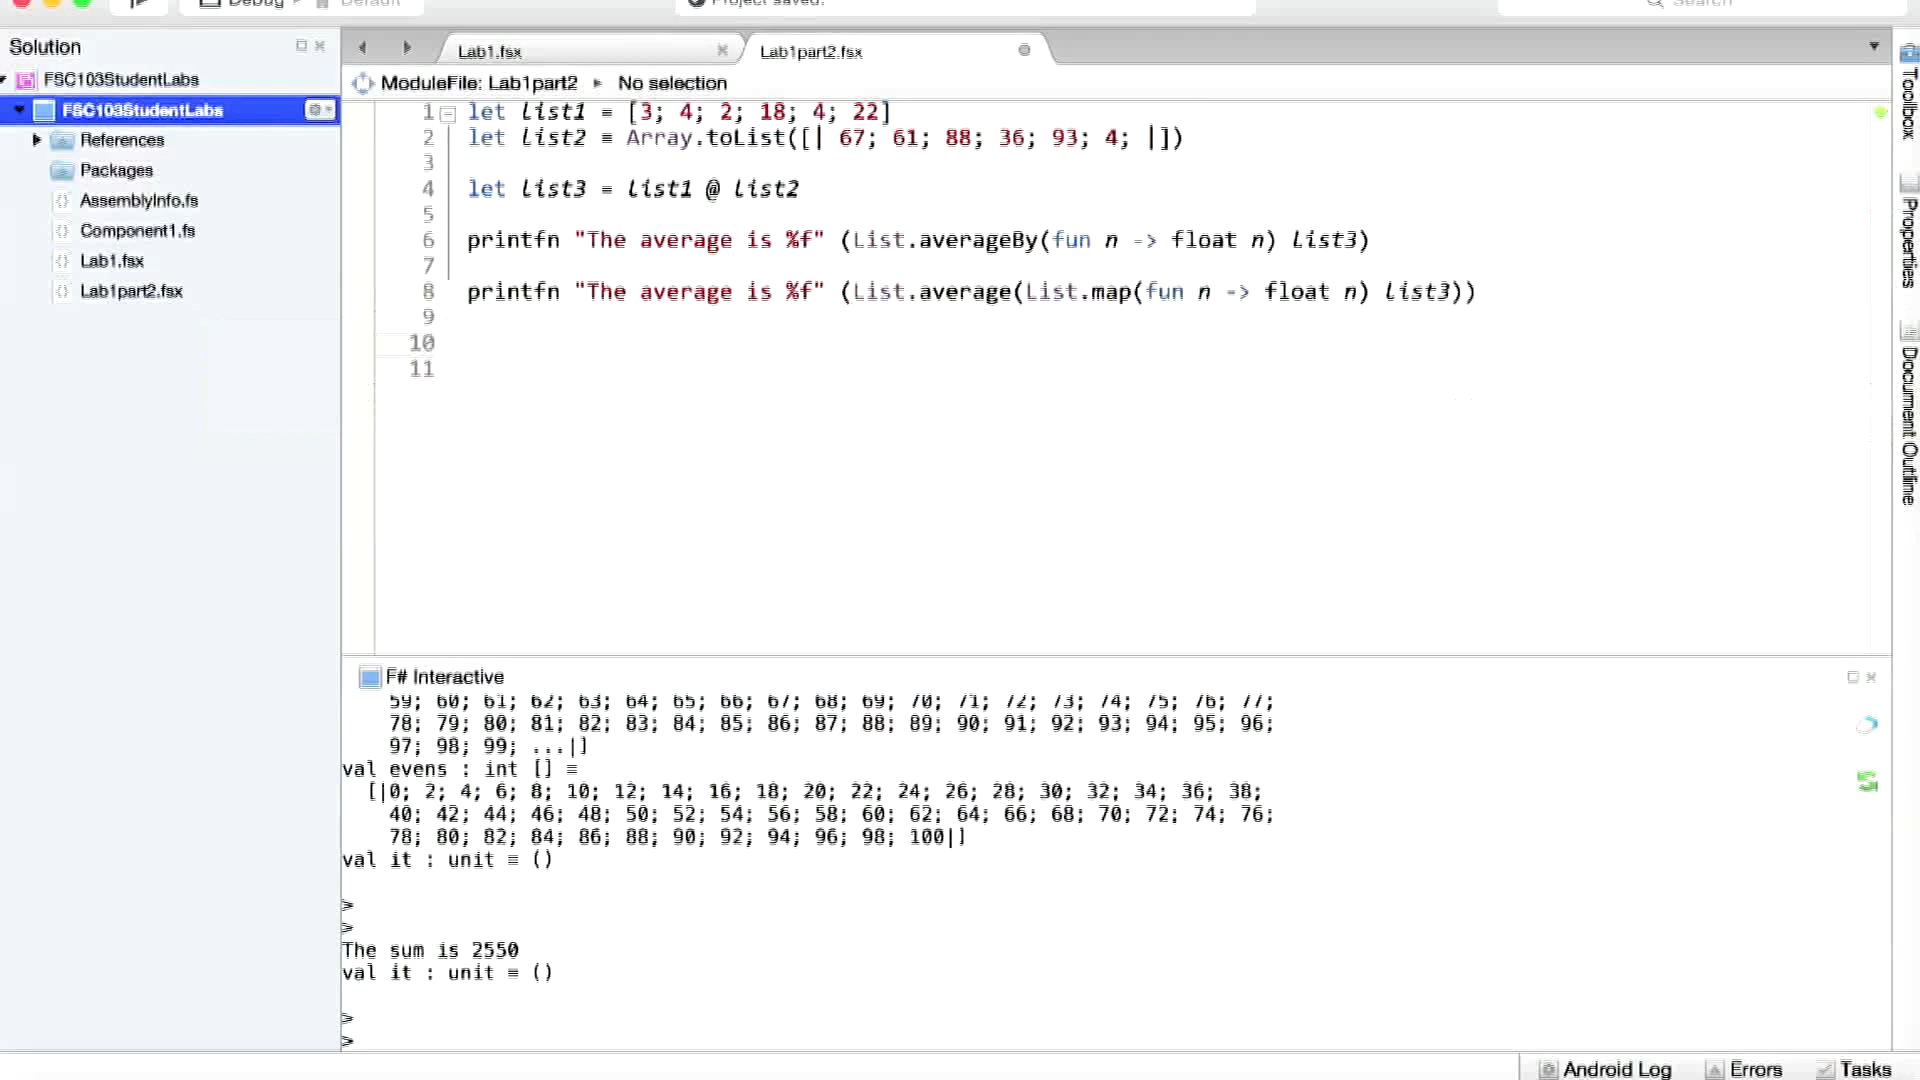 Debug
Default
Project saved.
Search
Solution
FSC103StudentLabs
FSC103StudentLabs
References
Packages
AssemblyInfo.fs
Component1.fs
Lab1.fsx
Lab1part2.fsx
Lab1.fsx
Lab1part2.fsx
ModuleFile: Lab1part2 ▸ No selection
1 let list1 = [3; 4; 2; 18; 4; 22]
2 let list2 = Array.toList([| 67; 61; 88; 36; 93; 4; |])
3
4 let list3 = list1 @ list2
5
6 printfn "The average is %f" (List.averageBy(fun n -> float n) list3)
7
8 printfn "The average is %f" (List.average(List.map(fun n -> float n) list3))
9
10
11
F# Interactive
59; 60; 61; 62; 63; 64; 65; 66; 67; 68; 69; 70; 71; 72; 73; 74; 75; 76; 77;
78; 79; 80; 81; 82; 83; 84; 85; 86; 87; 88; 89; 90; 91; 92; 93; 94; 95; 96;
97; 98; 99; ...|]
val evens : int [] =
[|0; 2; 4; 6; 8; 10; 12; 14; 16; 18; 20; 22; 24; 26; 28; 30; 32; 34; 36; 38;
40; 42; 44; 46; 48; 50; 52; 54; 56; 58; 60; 62; 64; 66; 68; 70; 72; 74; 76;
78; 80; 82; 84; 86; 88; 90; 92; 94; 96; 98; 100|]
val it : unit = ()
>
>
The sum is 2550
val it : unit = ()
>
>
Toolbox
Properties
Document Outline
Android Log
Errors
Tasks